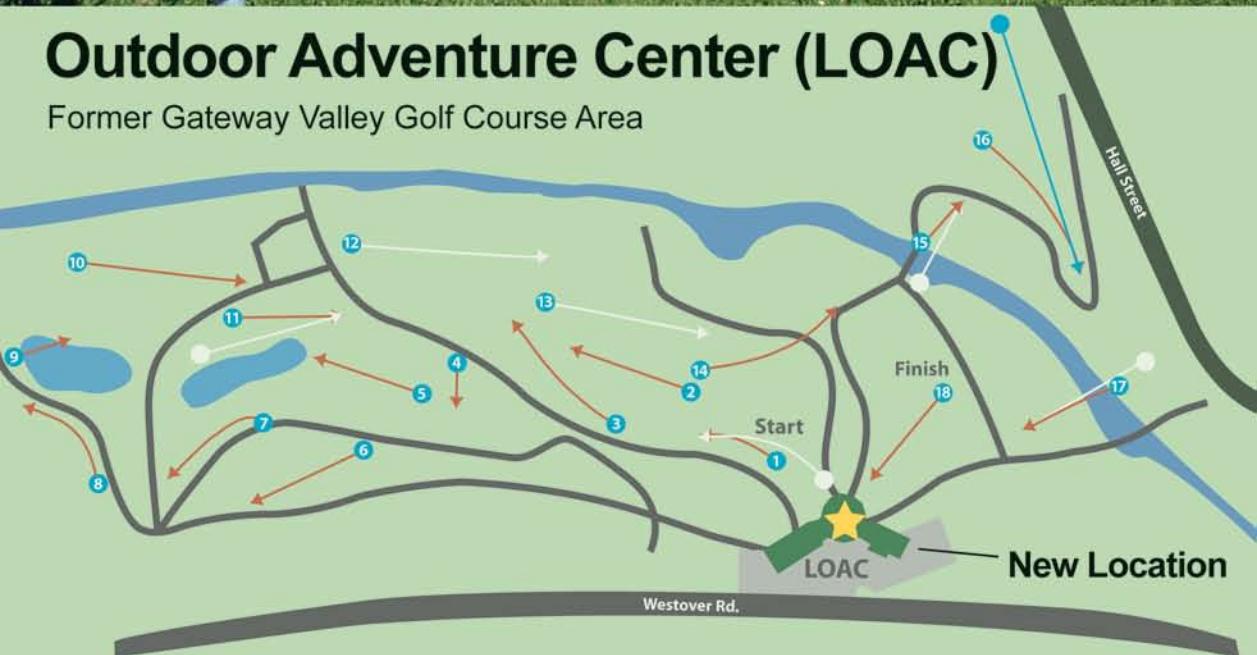 Outdoor Adventure Center (LOAC)
Former Gateway Valley Golf Course Area
16
Hall Street
12
15
10
13
11
9
4
14
Finish
17
5
2
18
7
3
Start
6
1
8
LOAC
New Location
Westover Rd.